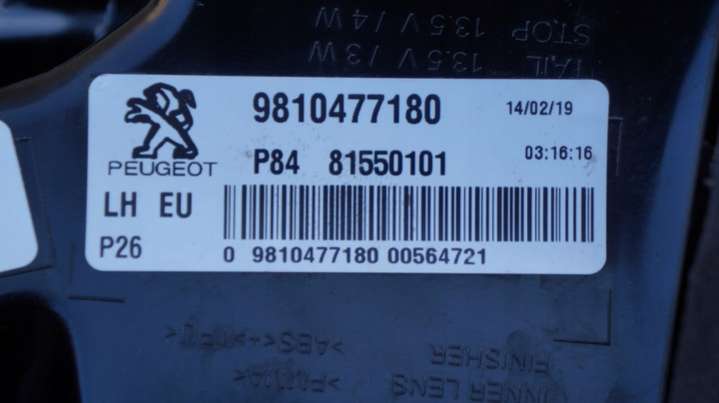 STOP 13.5V/4W
TAIL 13.5V/3W
9810477180 14/02/19
PEUGEOT P84 81550101 03:16:16
LH EU
P26
0 9810477180 00564721
FINISHER
INNER LENS